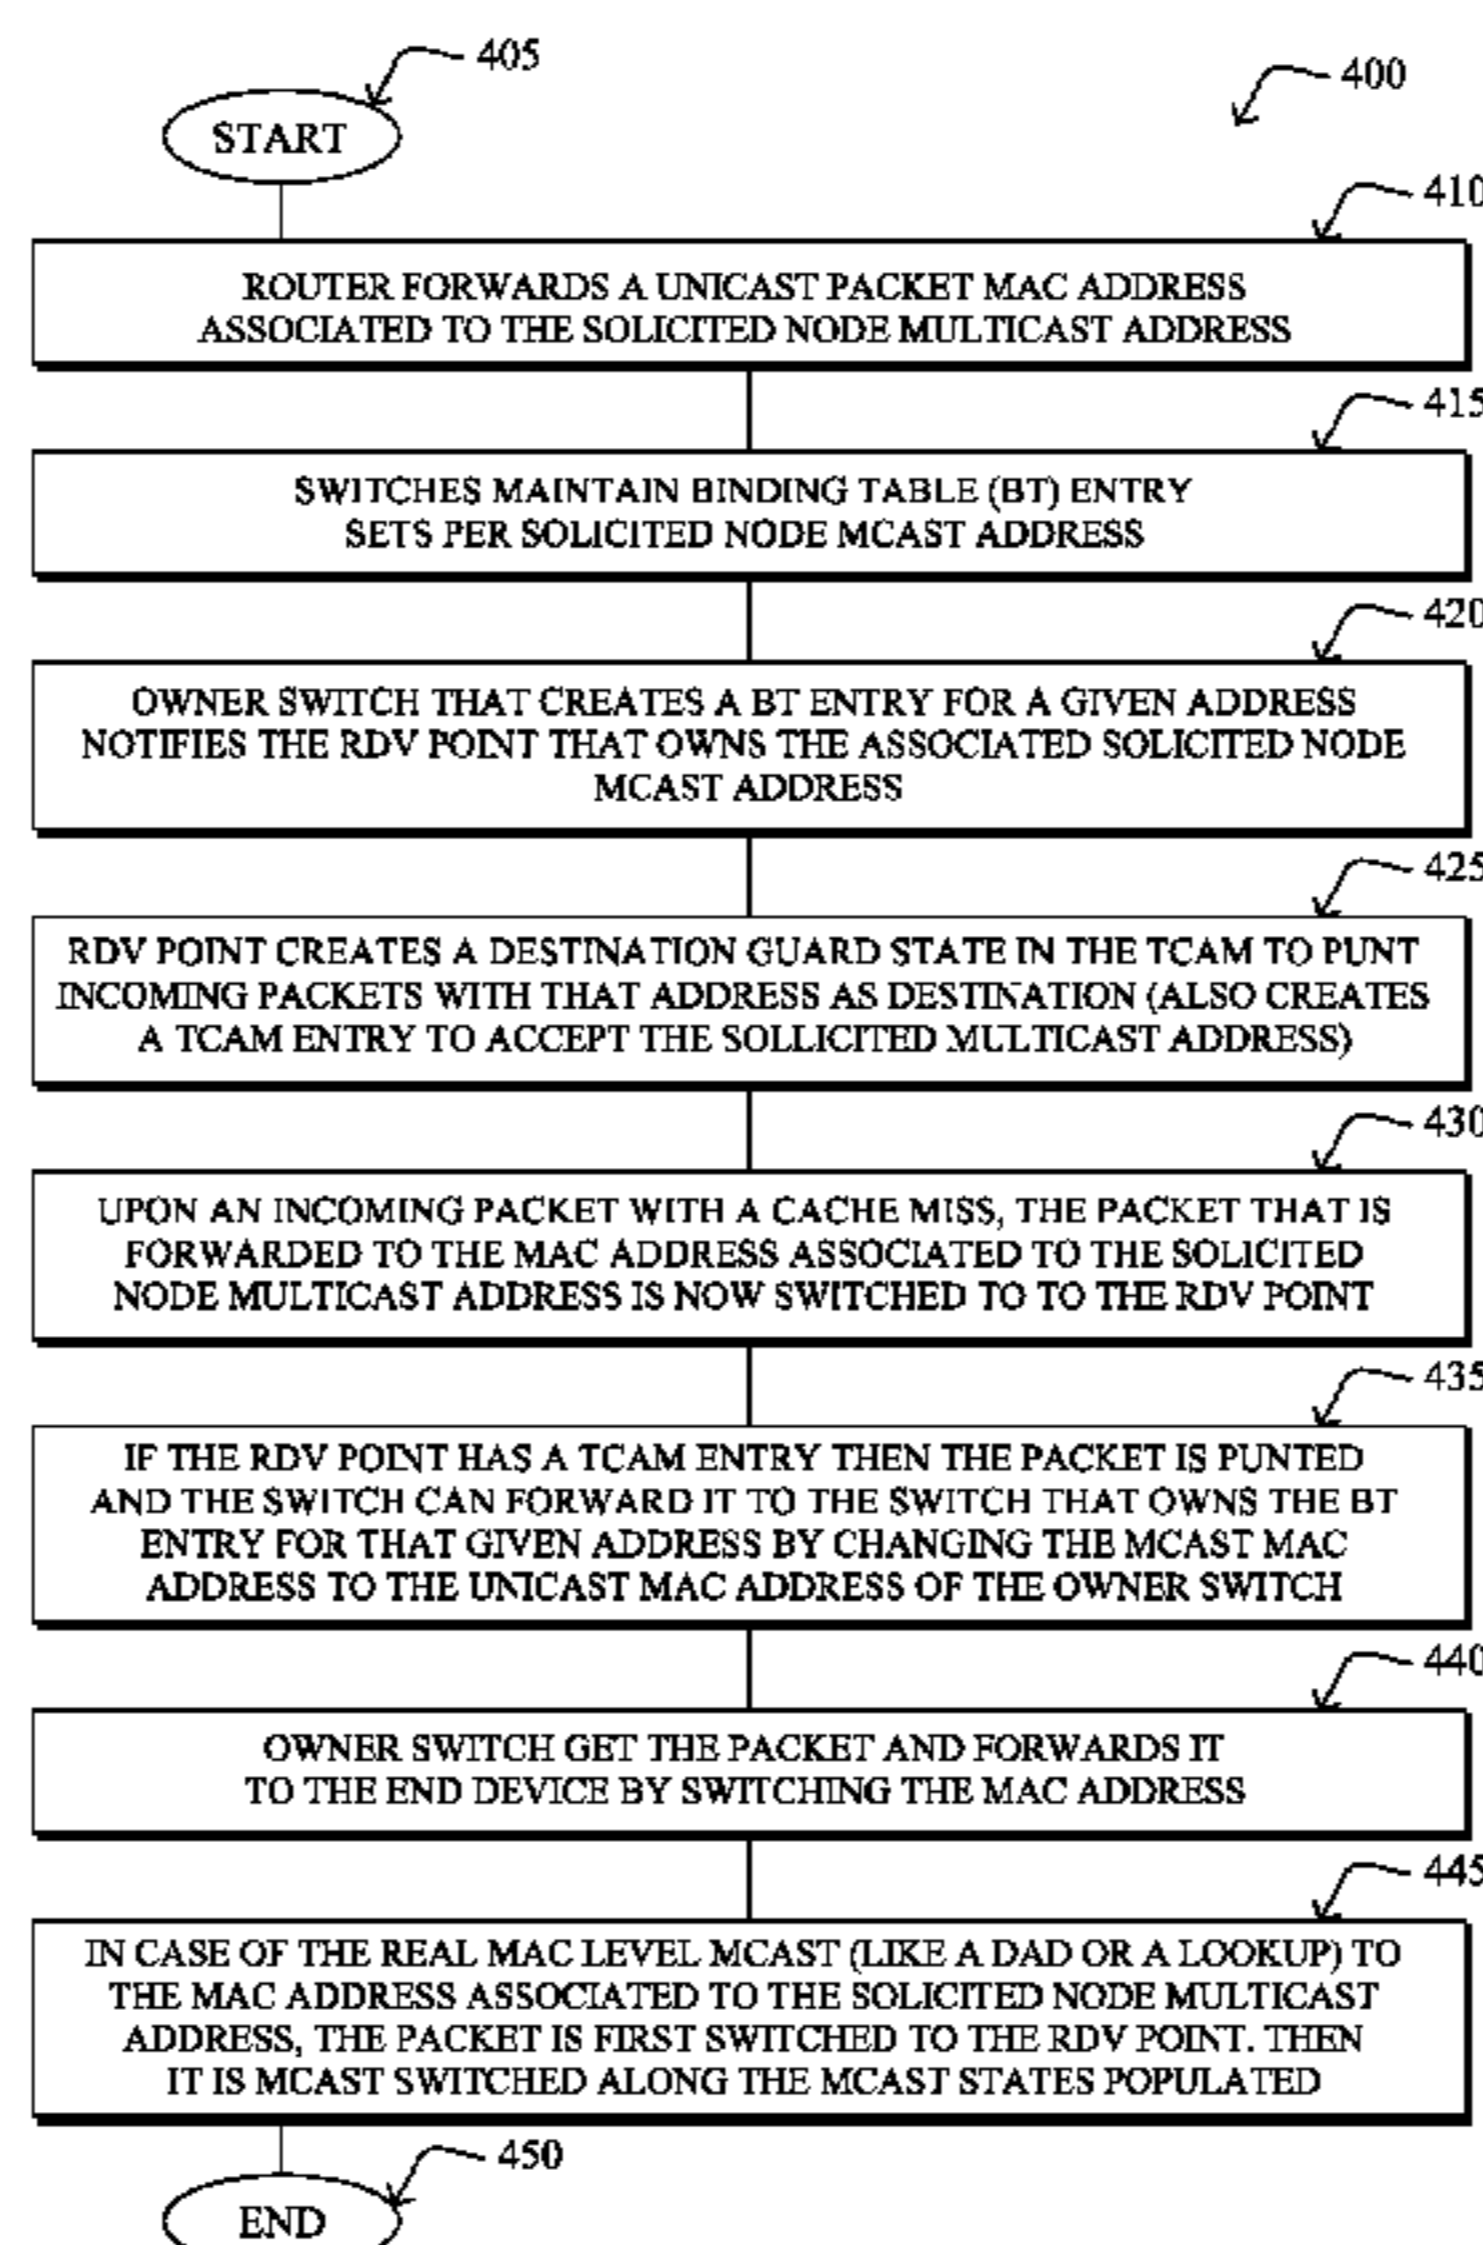 405
400
START
410
ROUTER FORWARDS A UNICAST PACKET MAC ADDRESS
ASSOCIATED TO THE SOLICITED NODE MULTICAST ADDRESS
415
SWITCHES MAINTAIN BINDING TABLE (BT) ENTRY
SETS PER SOLICITED NODE MCAST ADDRESS
420
OWNER SWITCH THAT CREATES A BT ENTRY FOR A GIVEN ADDRESS
NOTIFIES THE RDV POINT THAT OWNS THE ASSOCIATED SOLICITED NODE
MCAST ADDRESS
425
RDV POINT CREATES A DESTINATION GUARD STATE IN THE TCAM TO PUNT
INCOMING PACKETS WITH THAT ADDRESS AS DESTINATION (ALSO CREATES
A TCAM ENTRY TO ACCEPT THE SOLLICITED MULTICAST ADDRESS)
430
UPON AN INCOMING PACKET WITH A CACHE MISS, THE PACKET THAT IS
FORWARDED TO THE MAC ADDRESS ASSOCIATED TO THE SOLICITED
NODE MULTICAST ADDRESS IS NOW SWITCHED TO TO THE RDV POINT
435
IF THE RDV POINT HAS A TCAM ENTRY THEN THE PACKET IS PUNTED
AND THE SWITCH CAN FORWARD IT TO THE SWITCH THAT OWNS THE BT
ENTRY FOR THAT GIVEN ADDRESS BY CHANGING THE MCAST MAC
ADDRESS TO THE UNICAST MAC ADDRESS OF THE OWNER SWITCH
440
OWNER SWITCH GET THE PACKET AND FORWARDS IT
TO THE END DEVICE BY SWITCHING THE MAC ADDRESS
445
IN CASE OF THE REAL MAC LEVEL MCAST (LIKE A DAD OR A LOOKUP) TO
THE MAC ADDRESS ASSOCIATED TO THE SOLICITED NODE MULTICAST
ADDRESS, THE PACKET IS FIRST SWITCHED TO THE RDV POINT. THEN
IT IS MCAST SWITCHED ALONG THE MCAST STATES POPULATED
450
END